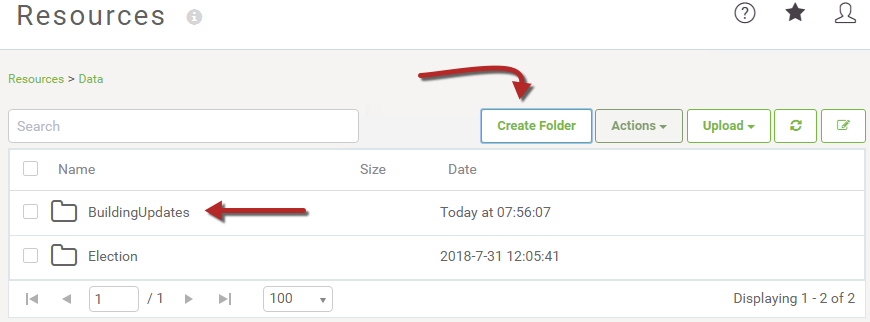 Resources
Resources > Data
Search
Create Folder
Actions
Upload
Name Size Date
BuildingUpdates Today at 07:56:07
Election 2018-7-31 12:05:41
1 / 1 100 Displaying 1 - 2 of 2